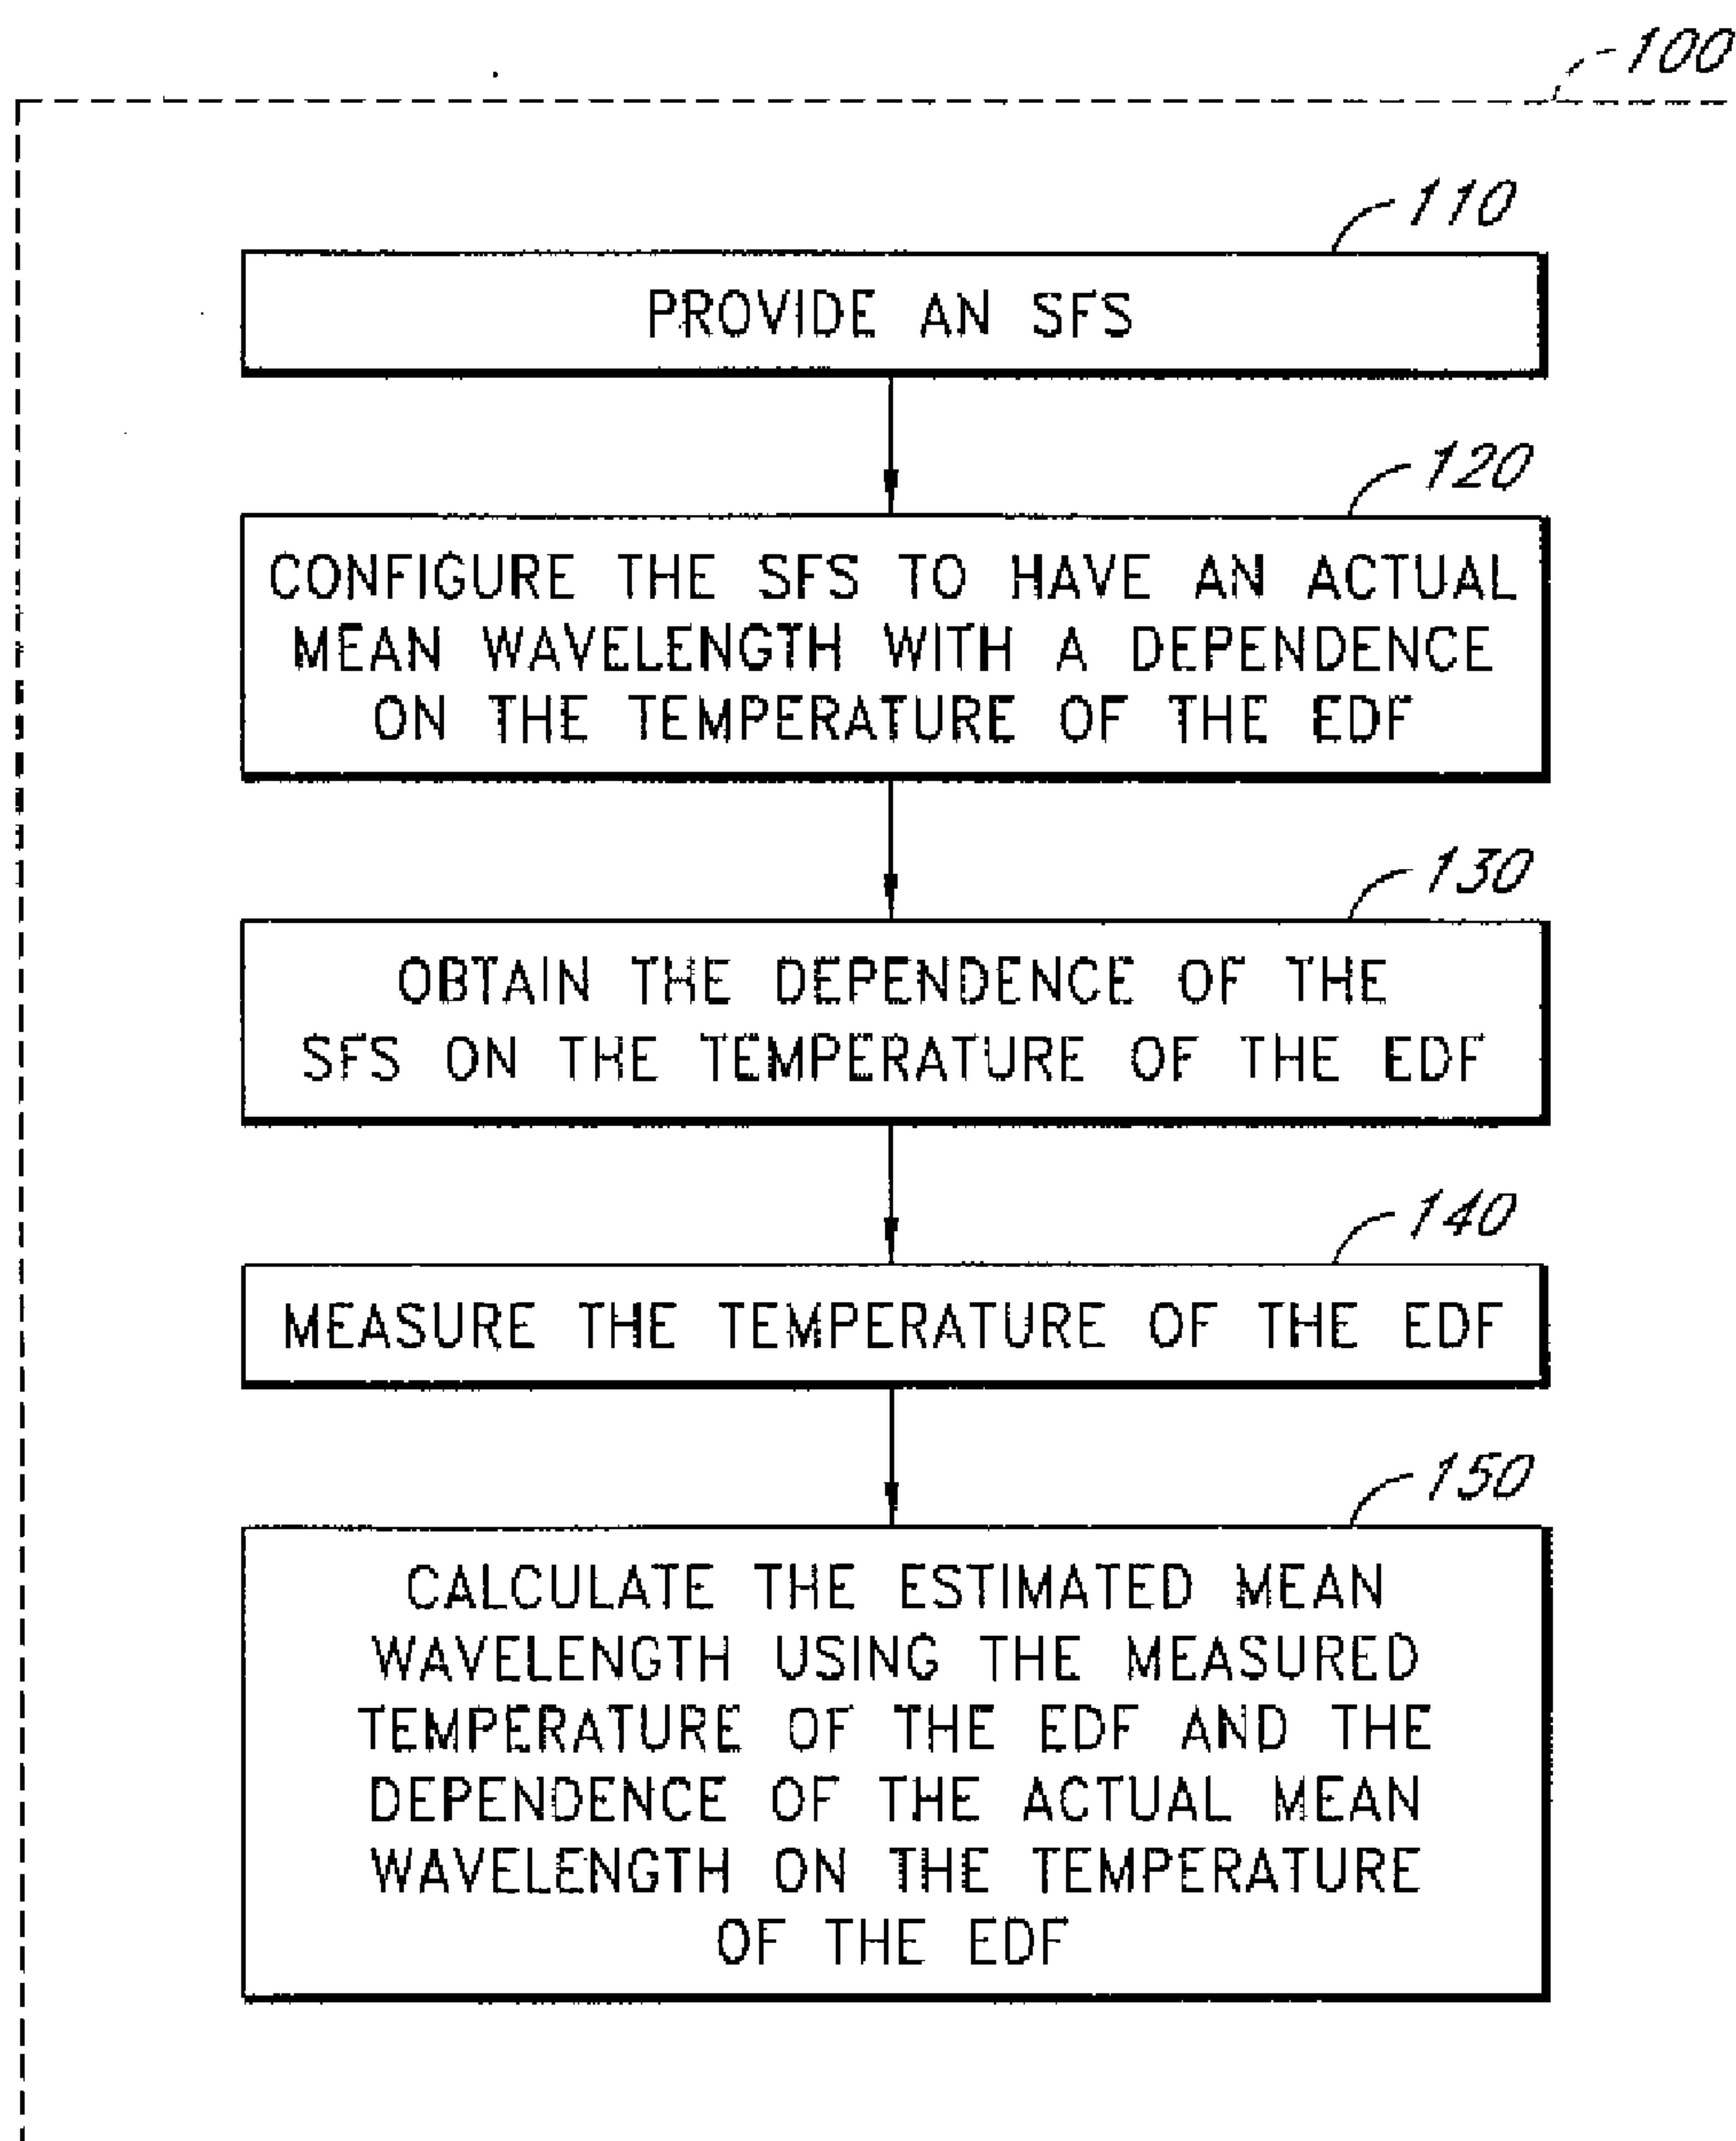 100
110
PROVIDE AN SFS
120
CONFIGURE THE SFS TO HAVE AN ACTUAL
MEAN WAVELENGTH WITH A DEPENDENCE
ON THE TEMPERATURE OF THE EDF
130
OBTAIN THE DEPENDENCE OF THE
SFS ON THE TEMPERATURE OF THE EDF
140
MEASURE THE TEMPERATURE OF THE EDF
150
CALCULATE THE ESTIMATED MEAN
WAVELENGTH USING THE MEASURED
TEMPERATURE OF THE EDF AND THE
DEPENDENCE OF THE ACTUAL MEAN
WAVELENGTH ON THE TEMPERATURE
OF THE EDF